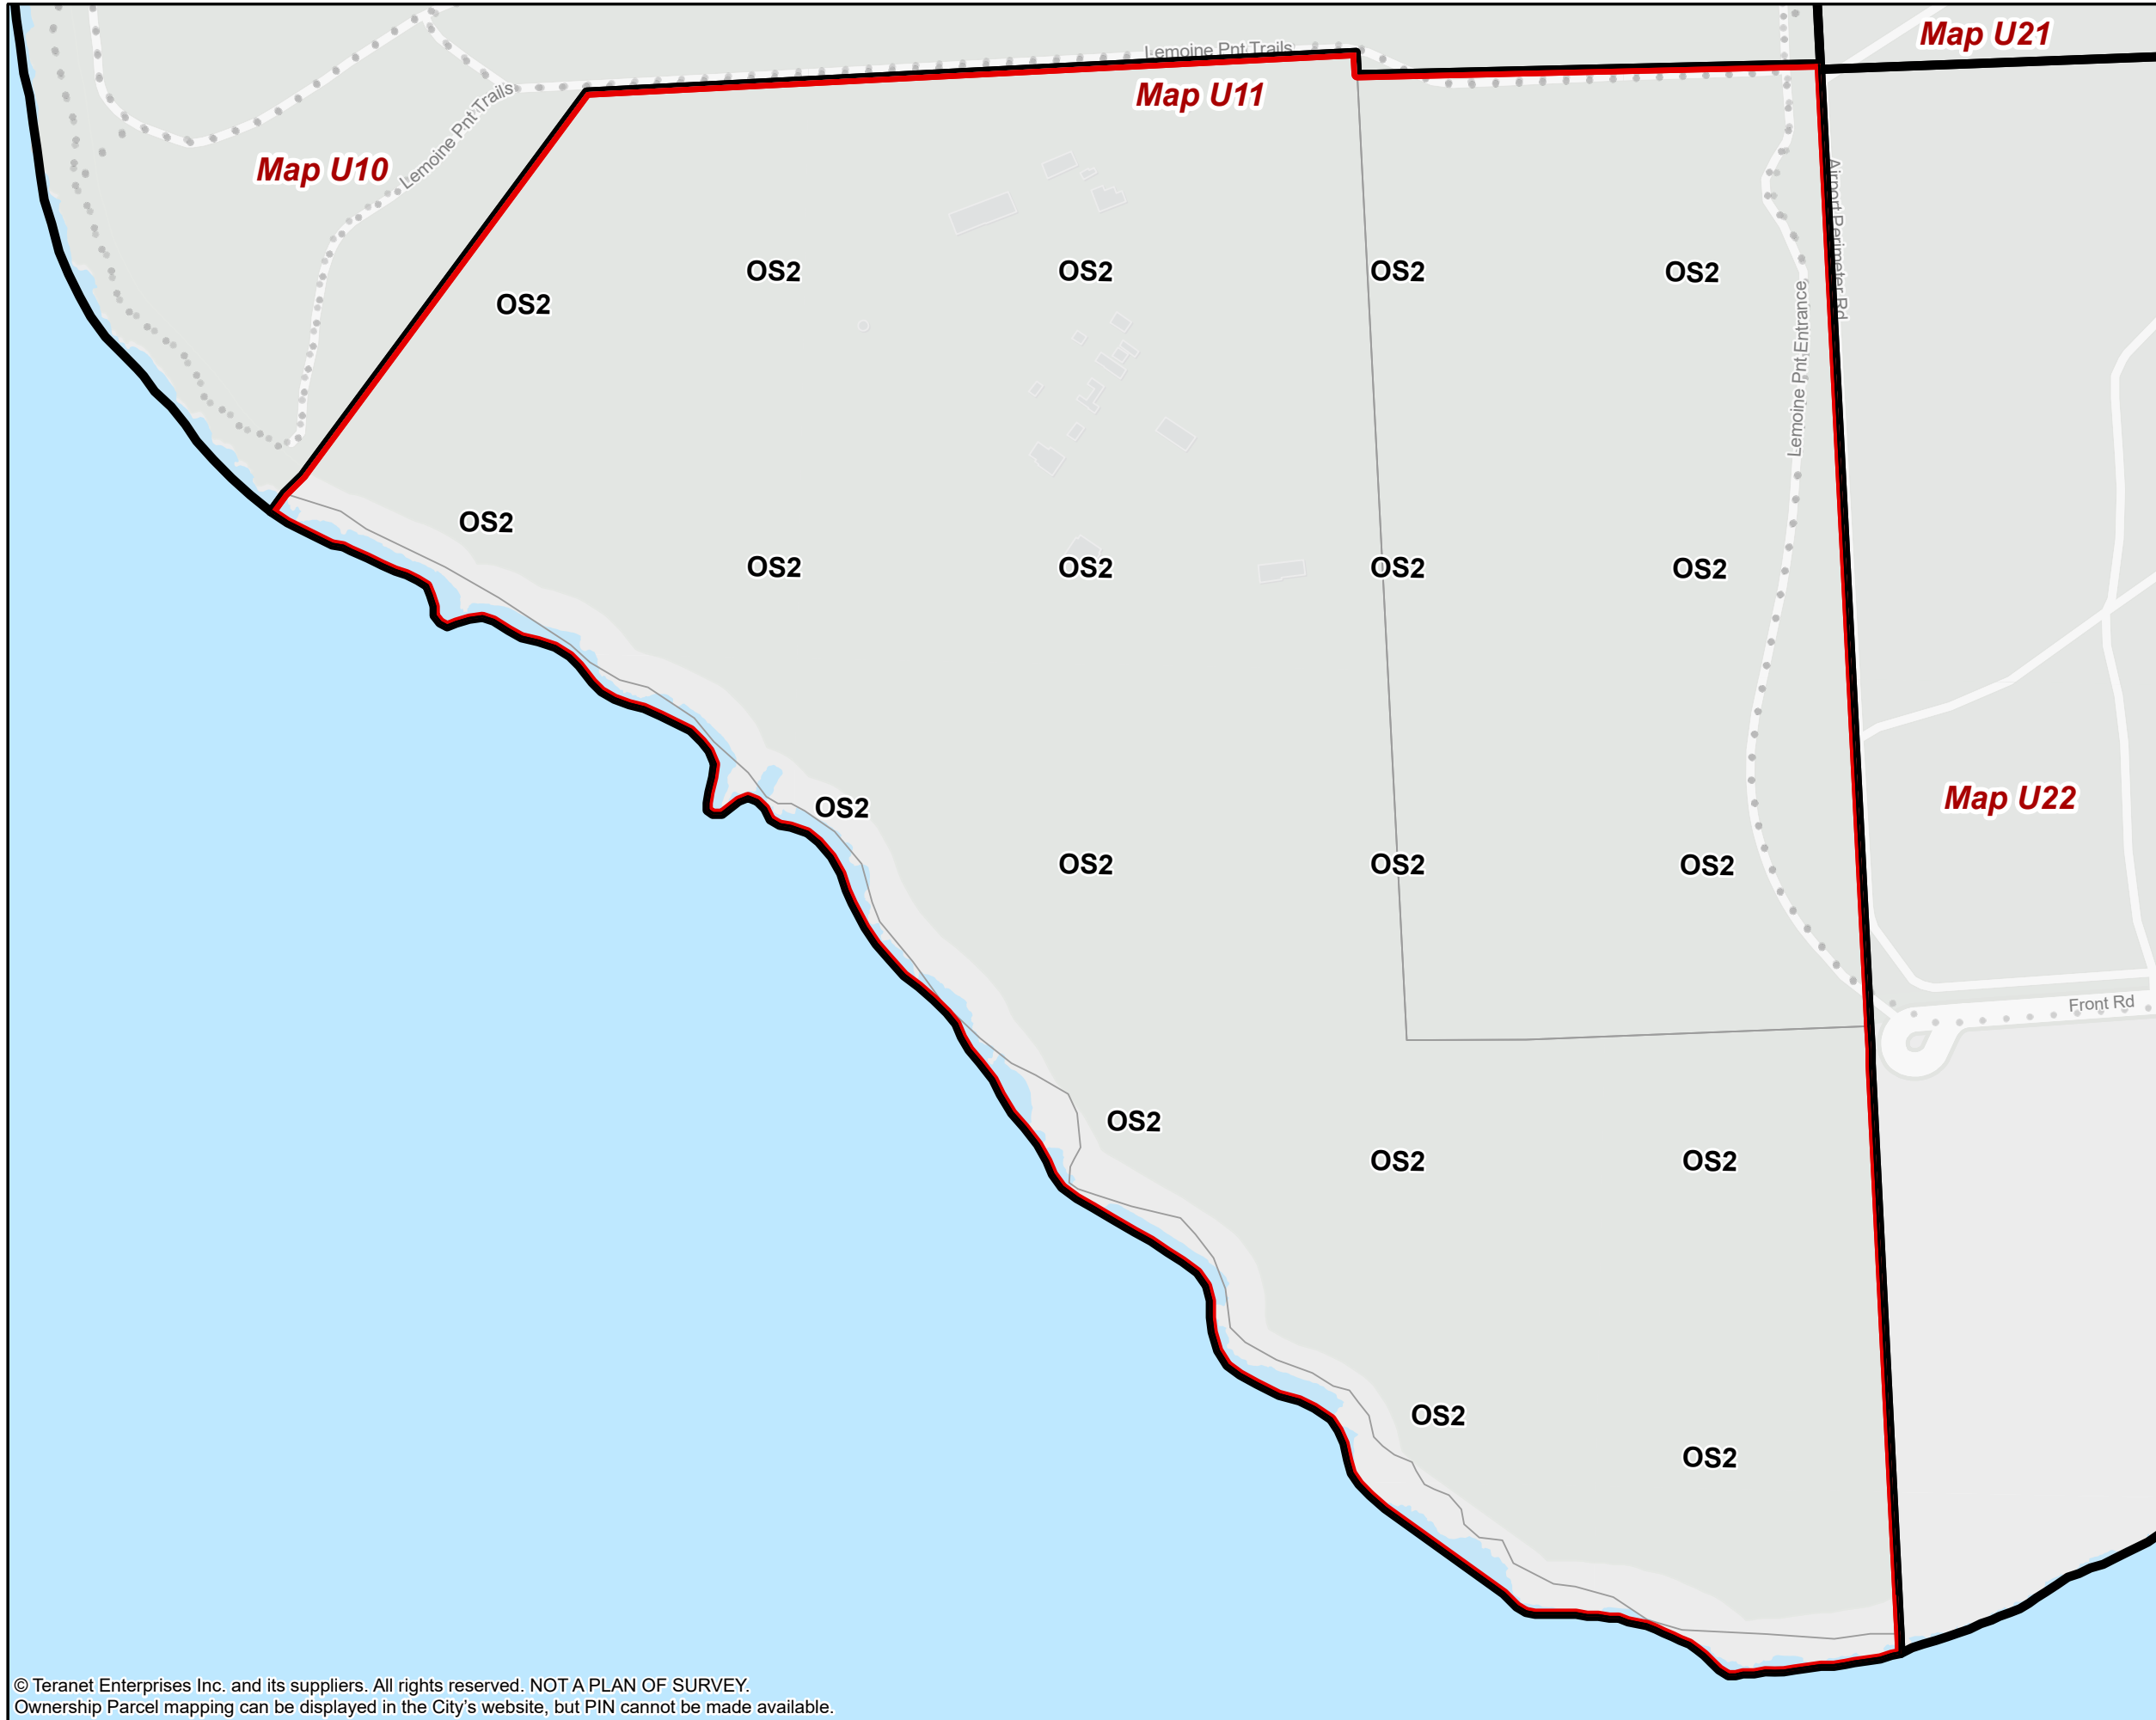 Map U21
Lemoine Pnt Trails
Map U11
Lemoine Pnt Trails
Map U10
Airport Perimeter Rd
OS2
OS2
OS2
OS2
OS2
Lemoine Pnt Entrance
OS2
OS2
OS2
OS2
OS2
Map U22
OS2
OS2
OS2
OS2
Front Rd
OS2
OS2
OS2
OS2
OS2
© Teranet Enterprises Inc. and its suppliers. All rights reserved. NOT A PLAN OF SURVEY.
Ownership Parcel mapping can be displayed in the City's website, but PIN cannot be made available.